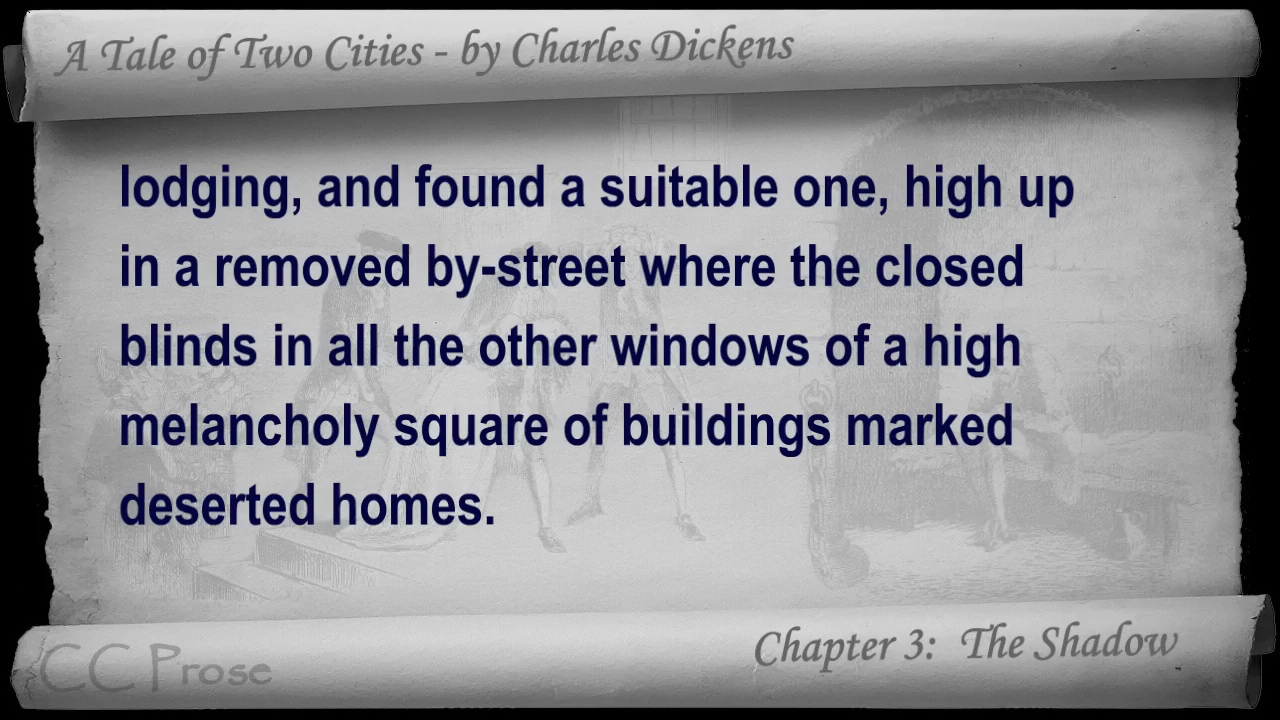 A Tale of Two Cities - by Charles Dickens
lodging, and found a suitable one, high up
in a removed by-street where the closed
blinds in all the other windows of a high
melancholy square of buildings marked
deserted homes.
Chapter 3: The Shadow
CC Prose